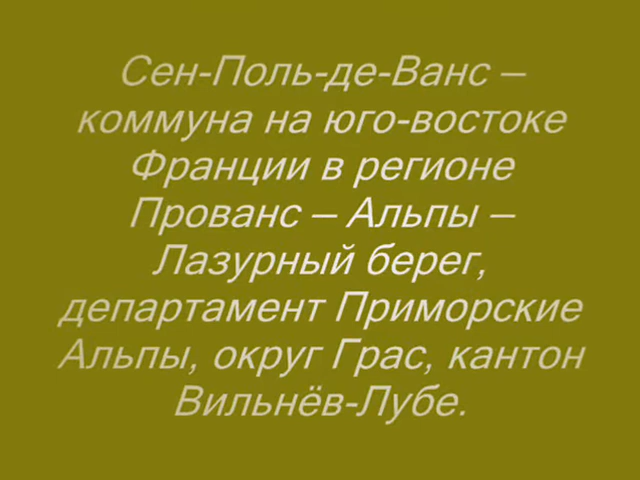 Сен-Поль-де-Ванс –
коммуна на юго-востоке
Франции в регионе
Прованс – Альпы –
Лазурный берег,
департамент Приморские
Альпы, округ Грас, кантон
Вильнёв-Лубе.